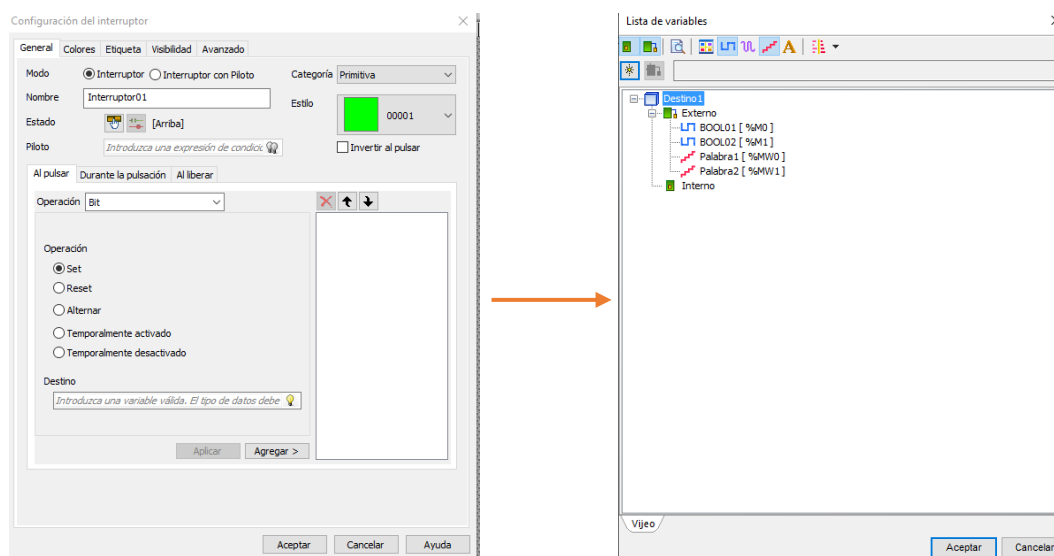 Configuración del interruptor
General Colores Etiqueta Visibilidad Avanzado
Modo Interruptor Interruptor con Piloto Categoría Primitiva
Nombre Interruptor01 Estilo 00001
Estado [Arriba]
Piloto Introduzca una expresión de condicić Invertir al pulsar
Al pulsar Durante la pulsación Al liberar
Operación Bit
Operación
Set
Reset
Alternar
Temporalmente activado
Temporalmente desactivado
Destino
Introduzca una variable válida. El tipo de datos debe
Aplicar Agregar >
Aceptar Cancelar Ayuda
Lista de variables
Destino1
Externo
BOOL01 [ %M0 ]
BOOL02 [ %M1 ]
Palabra1 [ %MW0 ]
Palabra2 [ %MW1 ]
Interno
Vijeo
Aceptar Cancelar